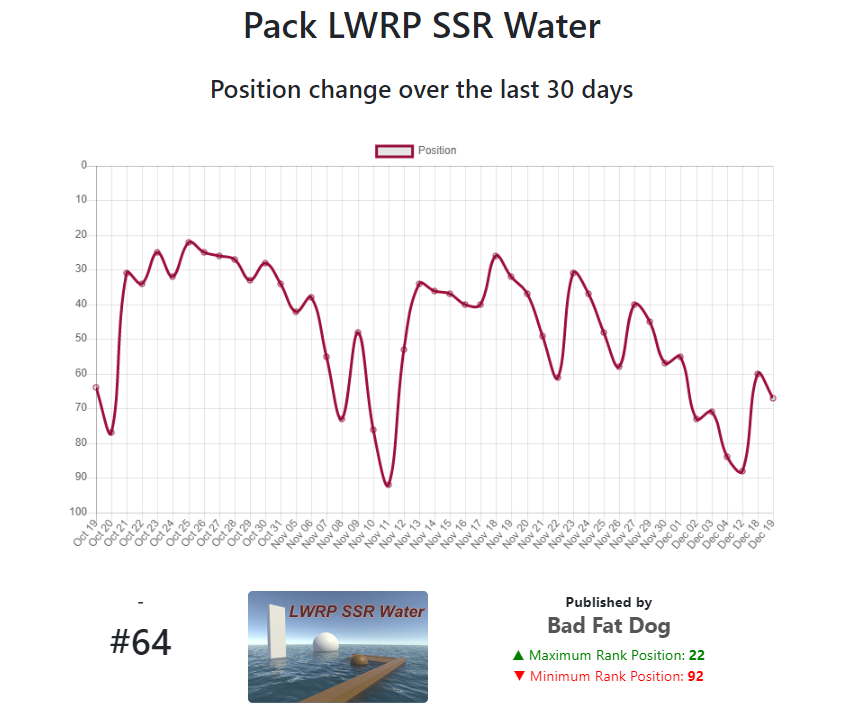 Pack LWRP SSR Water
Position change over the last 30 days
Position
0
10
20
30
40
50
60
70
80
90
100
Oct 19
Oct 20
Oct 21
Oct 22
Oct 23
Oct 24
Oct 25
Oct 26
Oct 27
Oct 28
Oct 29
Oct 30
Oct 31
Nov 05
Nov 06
Nov 07
Nov 08
Nov 09
Nov 10
Nov 11
Nov 12
Nov 13
Nov 14
Nov 15
Nov 16
Nov 17
Nov 18
Nov 19
Nov 20
Nov 21
Nov 22
Nov 23
Nov 24
Nov 25
Nov 26
Nov 27
Nov 29
Nov 30
Dec 01
Dec 02
Dec 03
Dec 04
Dec 12
Dec 18
Dec 19
-
#64
LWRP SSR Water
Published by
Bad Fat Dog
▲ Maximum Rank Position: 22
▼ Minimum Rank Position: 92